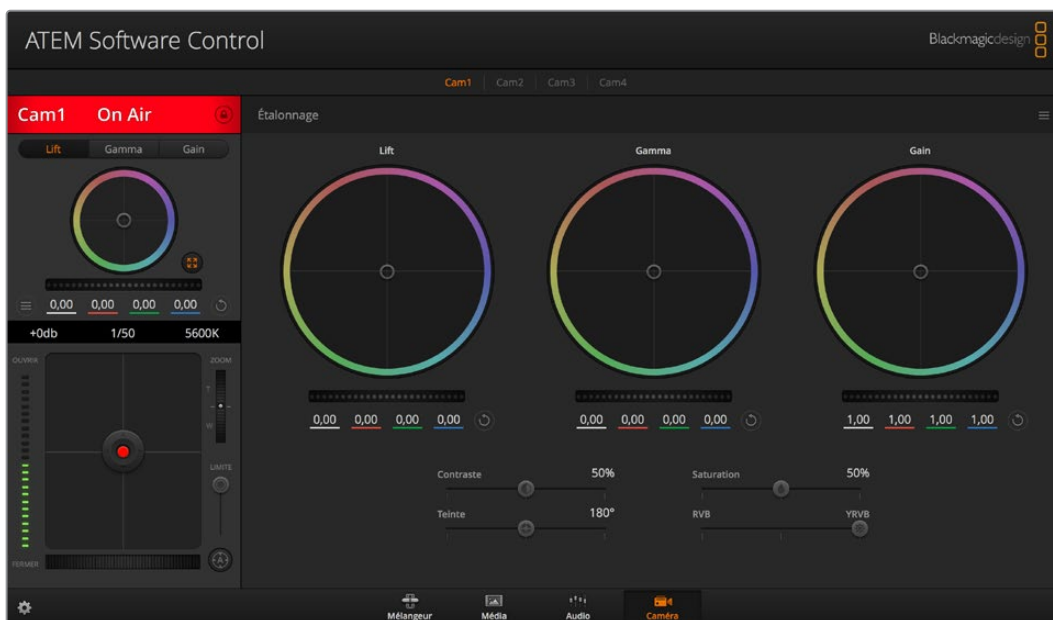 ATEM Software Control
Blackmagicdesign
Cam1 Cam2 Cam3 Cam4
Cam1 On Air
Étalonnage
Lift Gamma Gain
Lift Gamma Gain
0,00 0,00 0,00 0,00
+0db 1/50 5600K
OUVRIR
ZOOM
T
W
LIMITE
A
FERMER
0,00 0,00 0,00 0,00
0,00 0,00 0,00 0,00
1,00 1,00 1,00 1,00
Contraste 50%
Saturation 50%
Teinte 180°
RVB YRVB
Mélangeur Média Audio Caméra